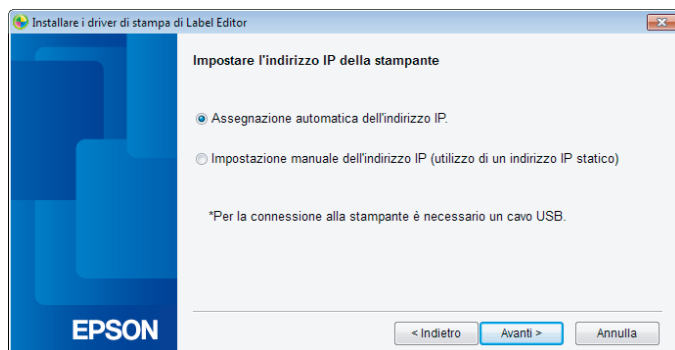 Installare i driver di stampa di Label Editor
Impostare l'indirizzo IP della stampante
Assegnazione automatica dell'indirizzo IP.
Impostazione manuale dell'indirizzo IP (utilizzo di un indirizzo IP statico)
*Per la connessione alla stampante è necessario un cavo USB.
EPSON
< Indietro
Avanti >
Annulla